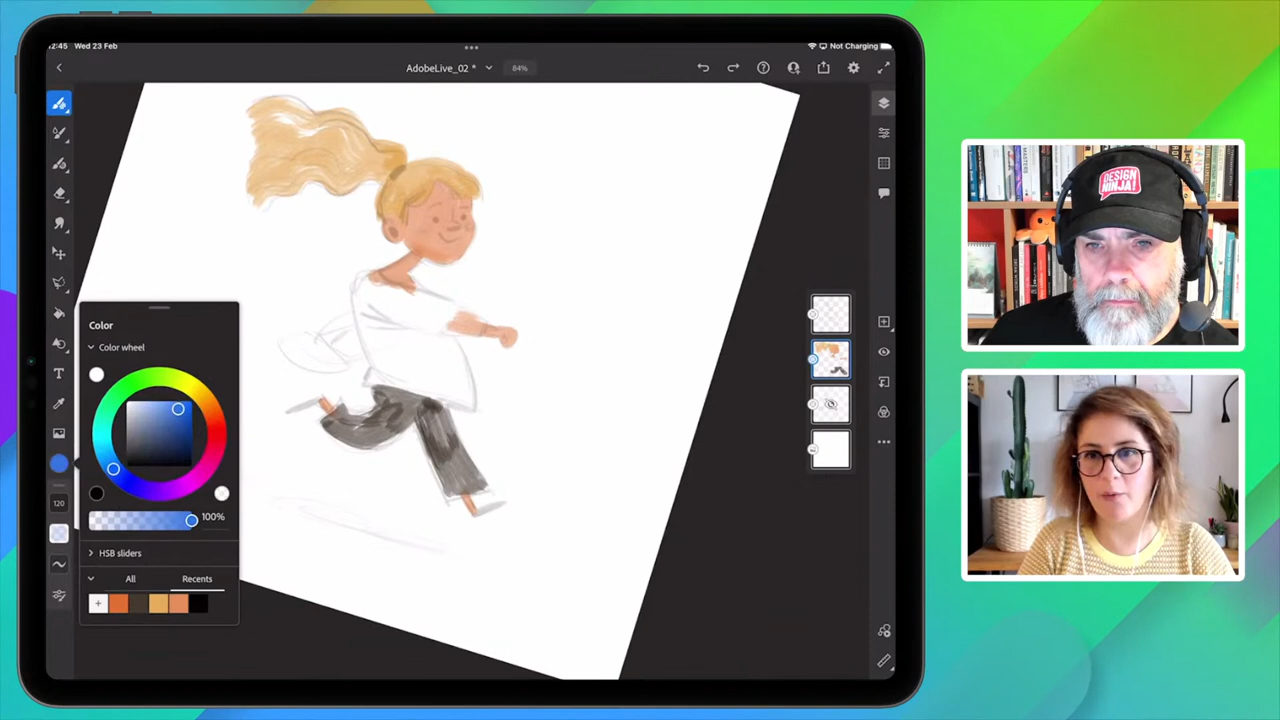 12:45 Wed 23 Feb
Not Charging
AdobeLive_02 *
84%
Color
Color wheel
100%
HSB sliders
All
Recents
T
120
DESIGN
NINJA!
MASTERS